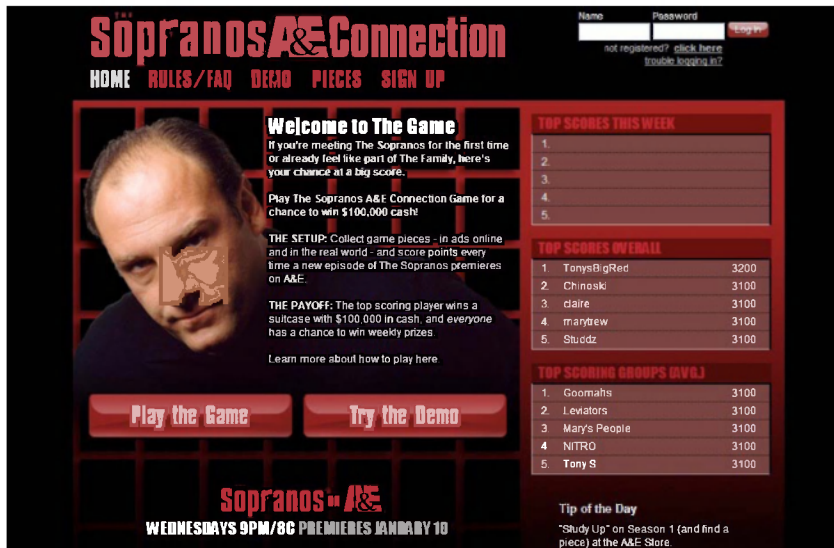 THE
Sopranos A&E Connection
Name Password
Log in
not registered? click here
trouble logging in?
HOME RULES/FAQ DEMO PIECES SIGN UP
Welcome to The Game
If you're meeting The Sopranos for the first time
or already feel like part of The Family, here's
your chance at a big score.
Play The Sopranos A&E Connection Game for a
chance to win $100,000 cash!
THE SETUP: Collect game pieces - in ads online
and in the real world - and score points every
time a new episode of The Sopranos premieres
on A&E.
THE PAYOFF: The top scoring player wins a
suitcase with $100,000 in cash, and everyone
has a chance to win weekly prizes.
Learn more about how to play here.
Play the Game
Try the Demo
Sopranos on A&E
WEDNESDAYS 9PM/8C PREMIERES JANUARY 10
TOP SCORES THIS WEEK
1.
2.
3.
4.
5.
TOP SCORES OVERALL
1. TonysBigRed 3200
2. Chinoski 3100
3. claire 3100
4. marytrew 3100
5. Studdz 3100
TOP SCORING GROUPS (AVG.)
1. Goomahs 3100
2. Leviators 3100
3. Mary's People 3100
4 NITRO 3100
5. Tony S 3100
Tip of the Day
"Study Up" on Season 1 (and find a
piece) at the A&E Store.